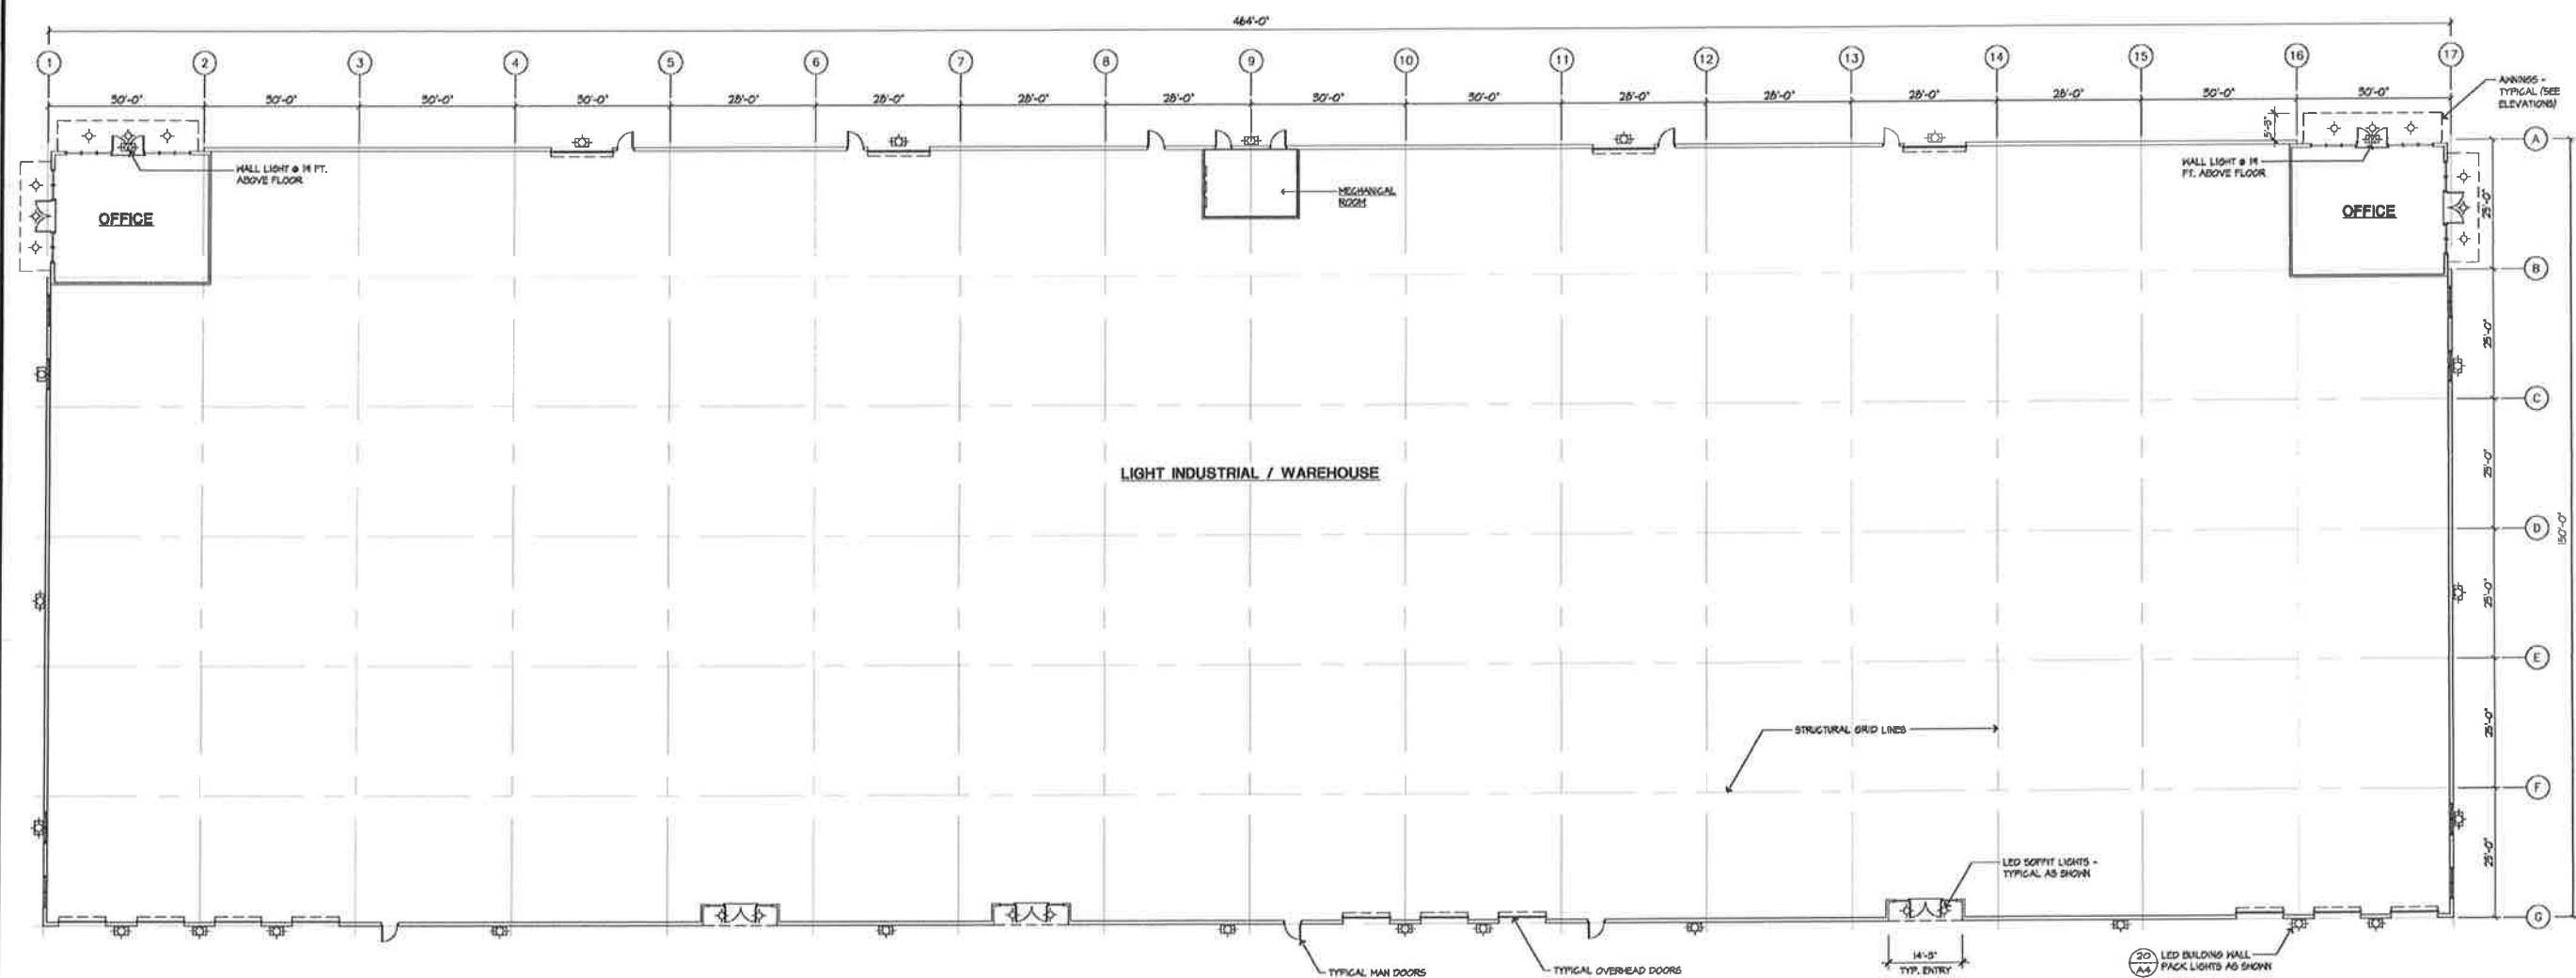 464'-0"
1 2 3 4 5 6 7 8 9 10 11 12 13 14 15 16 17
30'-0" 30'-0" 30'-0" 30'-0" 28'-0" 28'-0" 28'-0" 28'-0" 30'-0" 30'-0" 28'-0" 28'-0" 28'-0" 28'-0" 30'-0" 30'-0"
AWNINGS -
TYPICAL (SEE
ELEVATIONS)
A
WALL LIGHT @ 14 FT.
ABOVE FLOOR
MECHANICAL
ROOM
WALL LIGHT @ 14
FT. ABOVE FLOOR
OFFICE
OFFICE
25'-0"
B
25'-0"
C
25'-0"
LIGHT INDUSTRIAL / WAREHOUSE
D
150'-0"
25'-0"
E
25'-0"
STRUCTURAL GRID LINES
F
25'-0"
LED SOFFIT LIGHTS -
TYPICAL AS SHOWN
G
TYPICAL MAN DOORS
TYPICAL OVERHEAD DOORS
TYP. ENTRY
20
A4
LED BUILDING WALL
PACK LIGHTS AS SHOWN